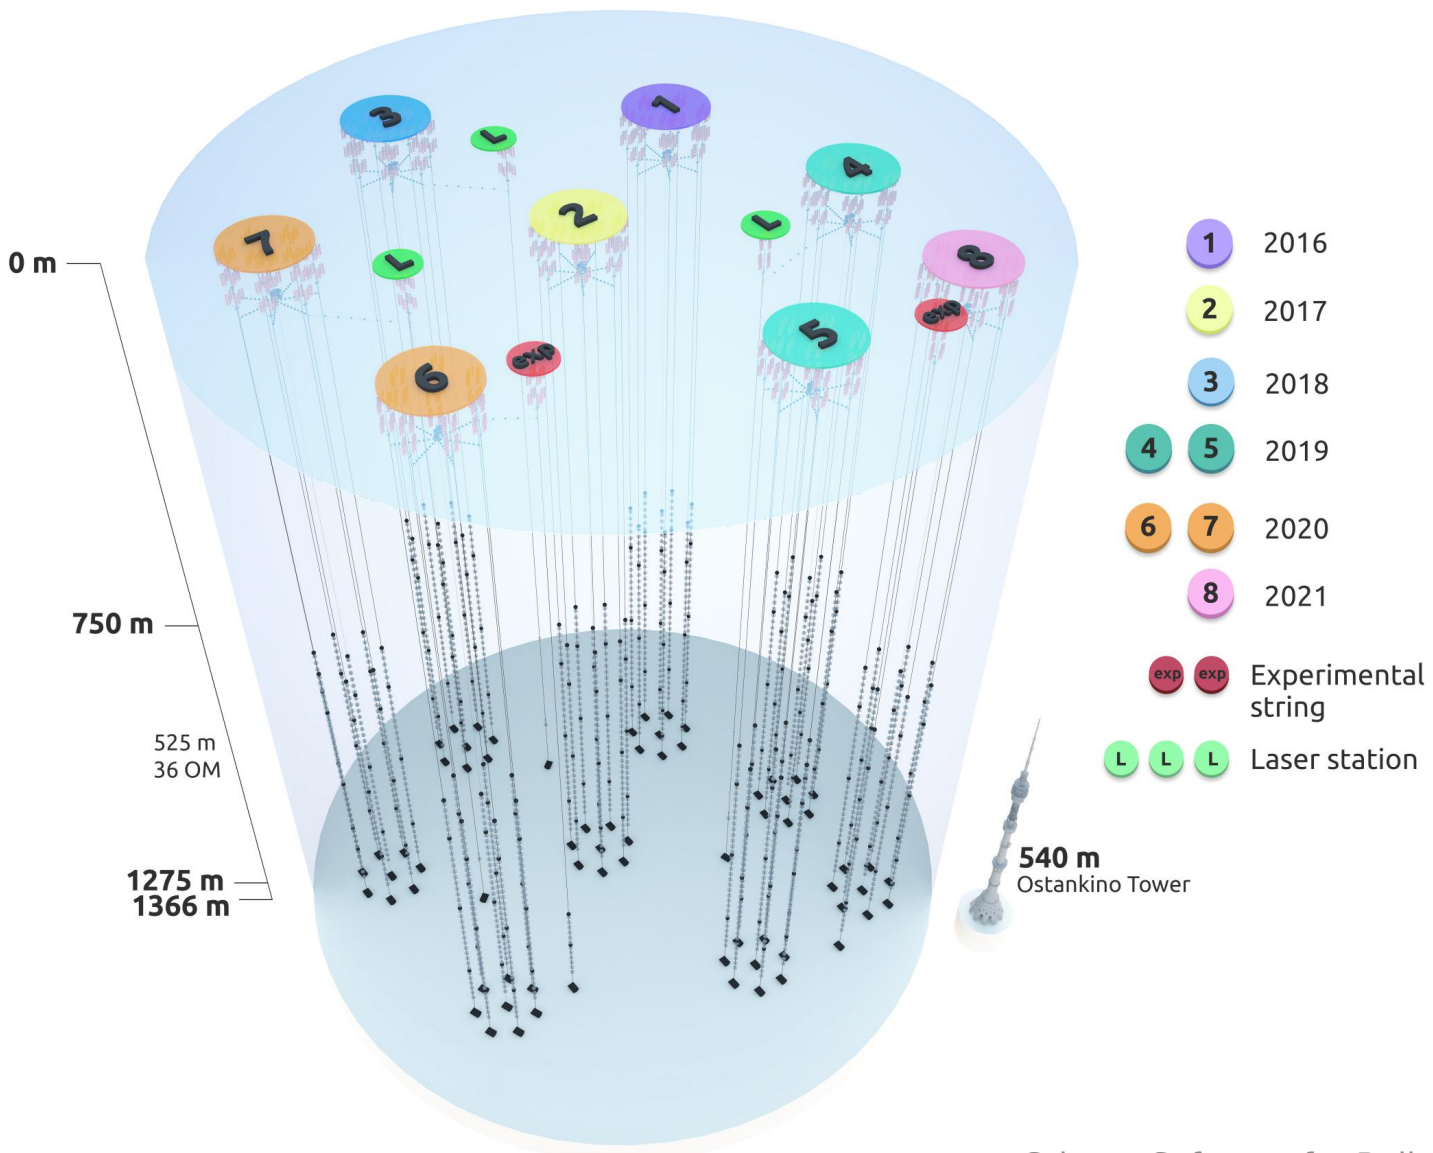 3
L
1
4
2
L
7
L
8
exp
5
exp
6
0 m
750 m
525 m
36 OM
1275 m
1366 m
1 2016
2 2017
3 2018
4 5 2019
6 7 2020
8 2021
exp exp Experimental
string
L L L Laser station
540 m
Ostankino Tower